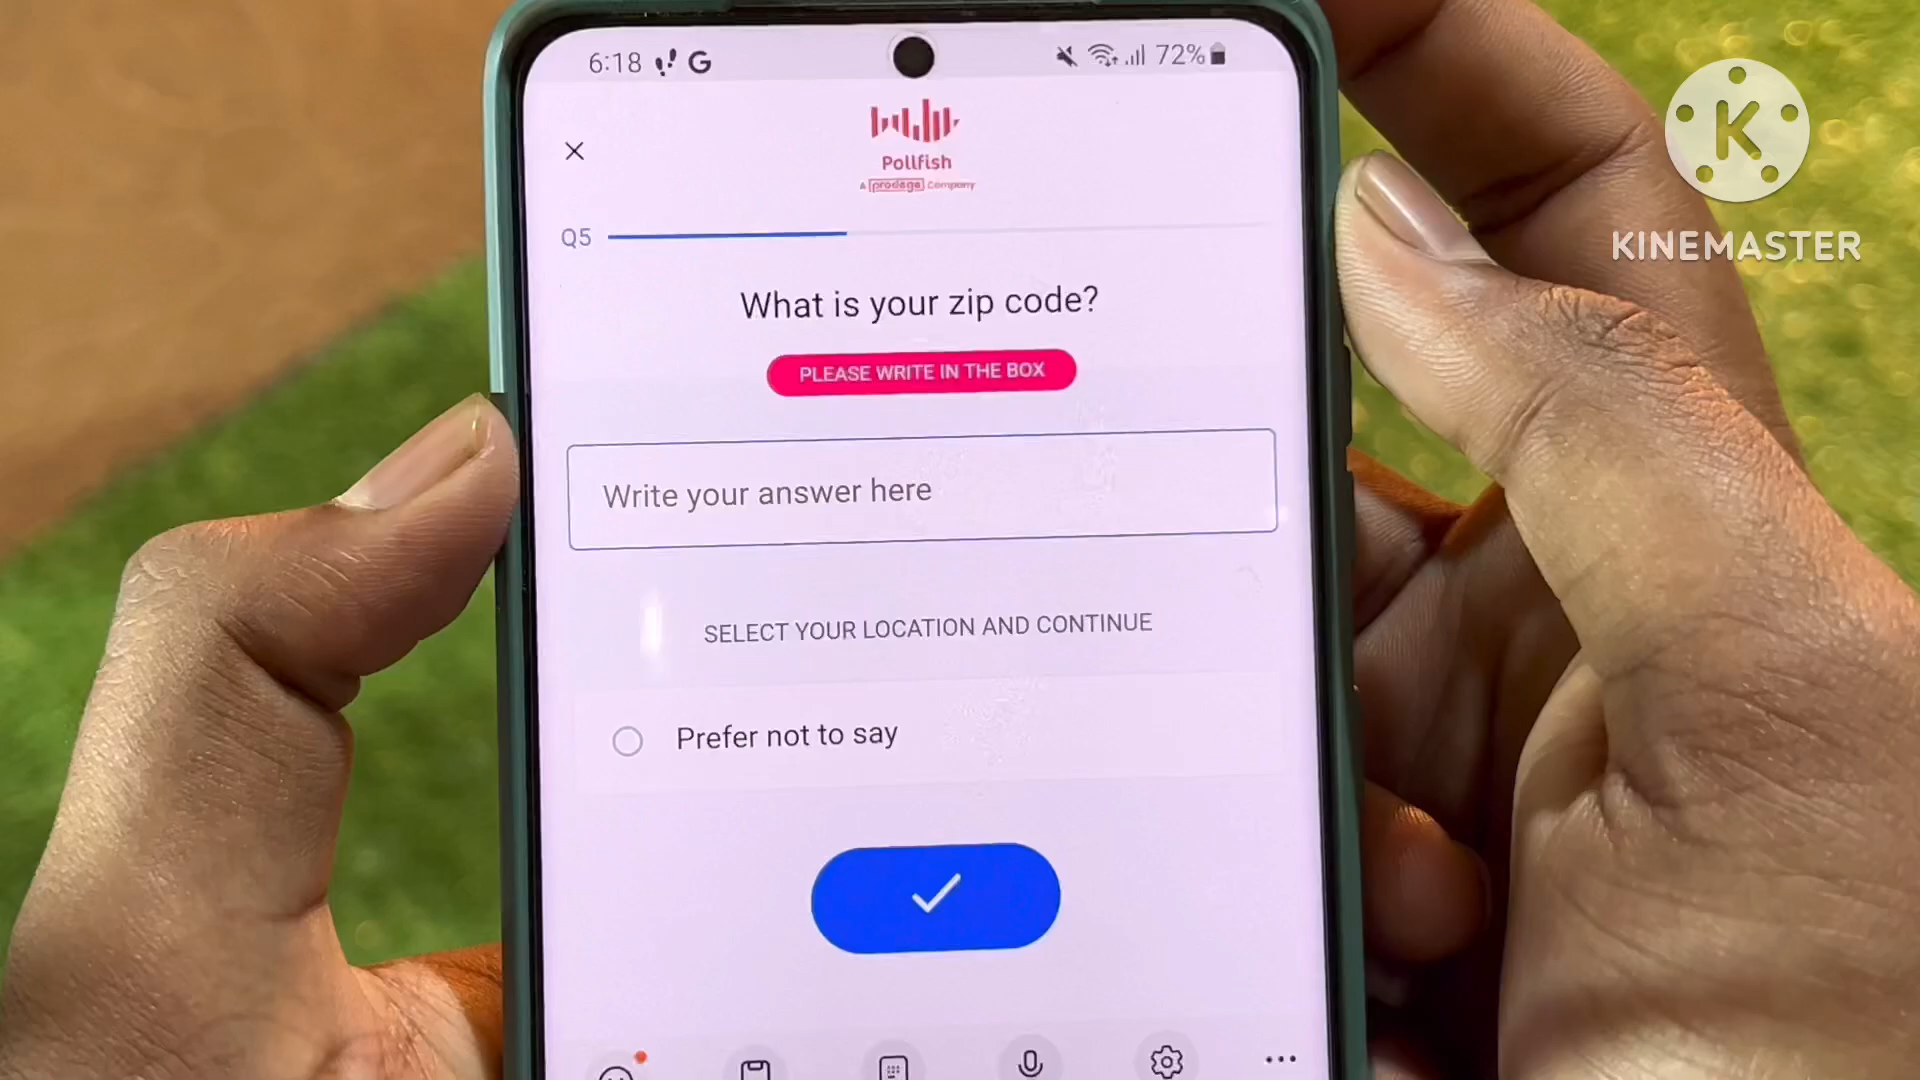 6:18 G 72%
Pollfish
A prodege Company
Q5
What is your zip code?
PLEASE WRITE IN THE BOX
Write your answer here
SELECT YOUR LOCATION AND CONTINUE
Prefer not to say
K
KINEMASTER